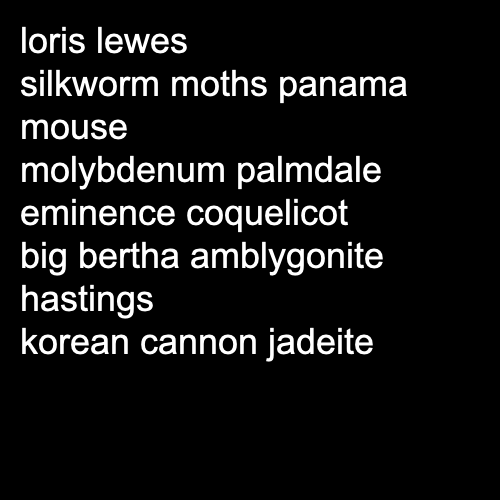 loris lewes
silkworm moths panama
mouse
molybdenum palmdale
eminence coquelicot
big bertha amblygonite
hastings
korean cannon jadeite